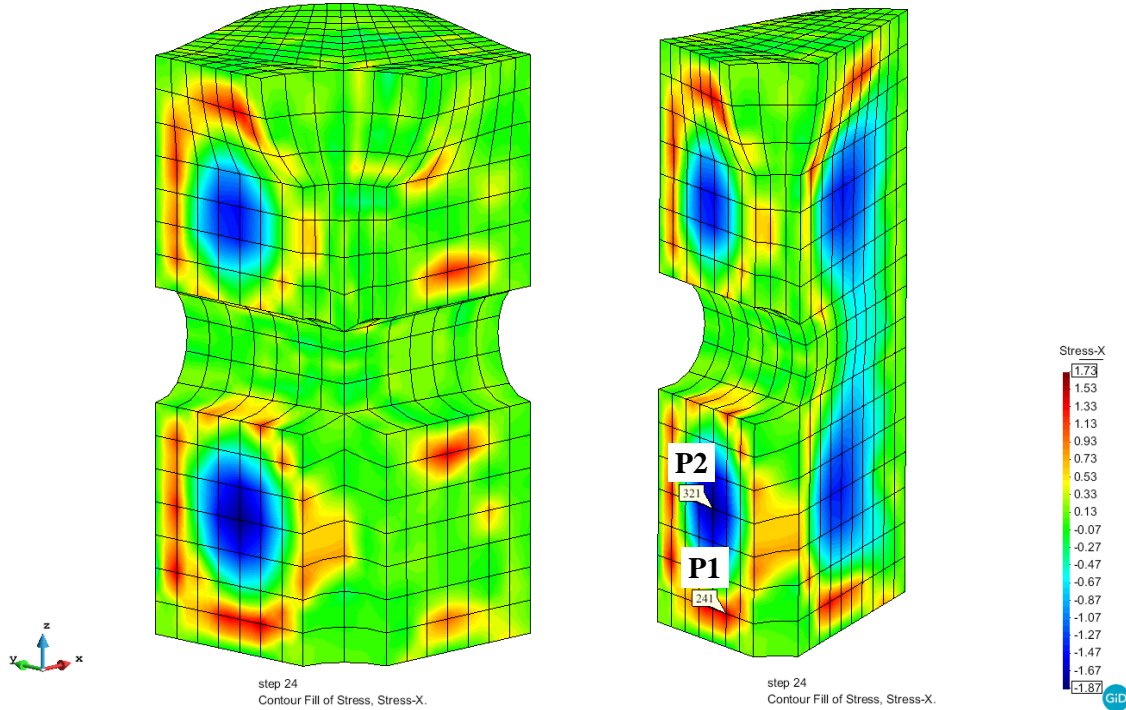 P2
321
P1
241
z
y
x
step 24
Contour Fill of Stress, Stress-X.
step 24
Contour Fill of Stress, Stress-X.
Stress-X
1.73
1.53
1.33
1.13
0.93
0.73
0.53
0.33
0.13
-0.07
-0.27
-0.47
-0.67
-0.87
-1.07
-1.27
-1.47
-1.67
-1.87
GiD